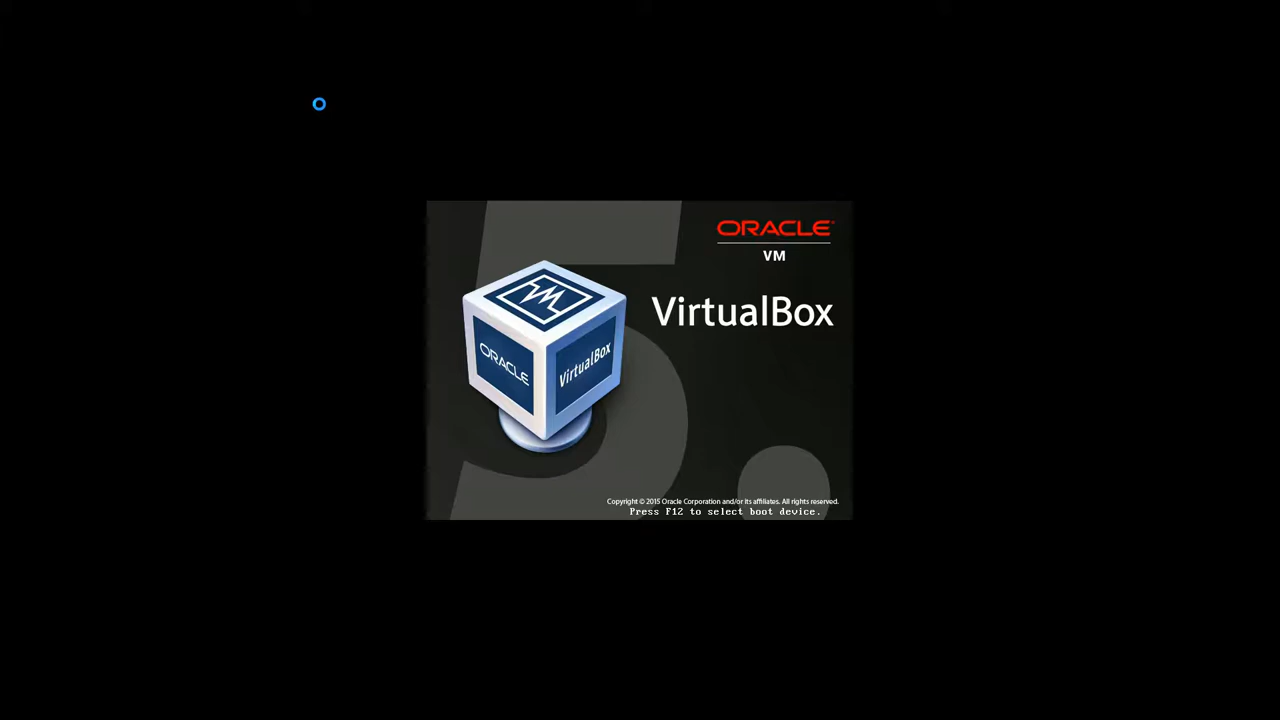 ORACLE
VM
VirtualBox
ORACLE
VirtualBox
Copyright © 2015 Oracle Corporation and/or its affiliates. All rights reserved.
Press F12 to select boot device.